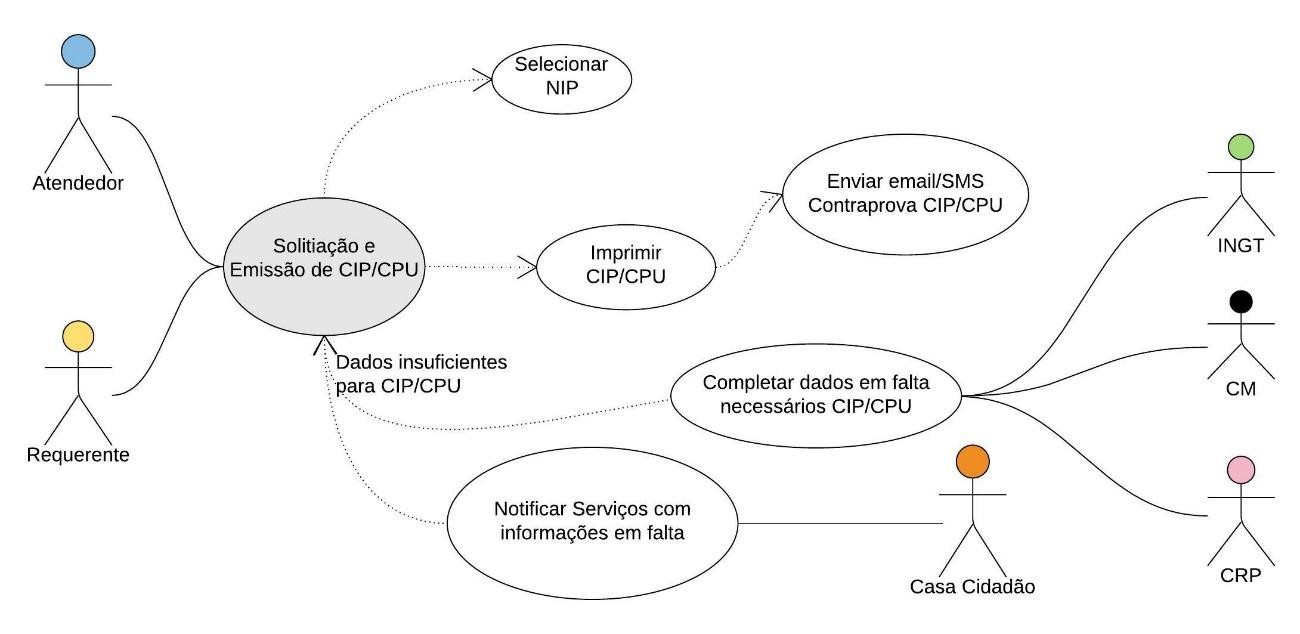 Selecionar
NIP
Atendedor
Enviar email/SMS
Contraprova CIP/CPU
Solitiação e
Emissão de CIP/CPU
Imprimir
CIP/CPU
INGT
Dados insuficientes
para CIP/CPU
Completar dados em falta
necessários CIP/CPU
CM
Requerente
Notificar Serviços com
informações em falta
Casa Cidadão
CRP